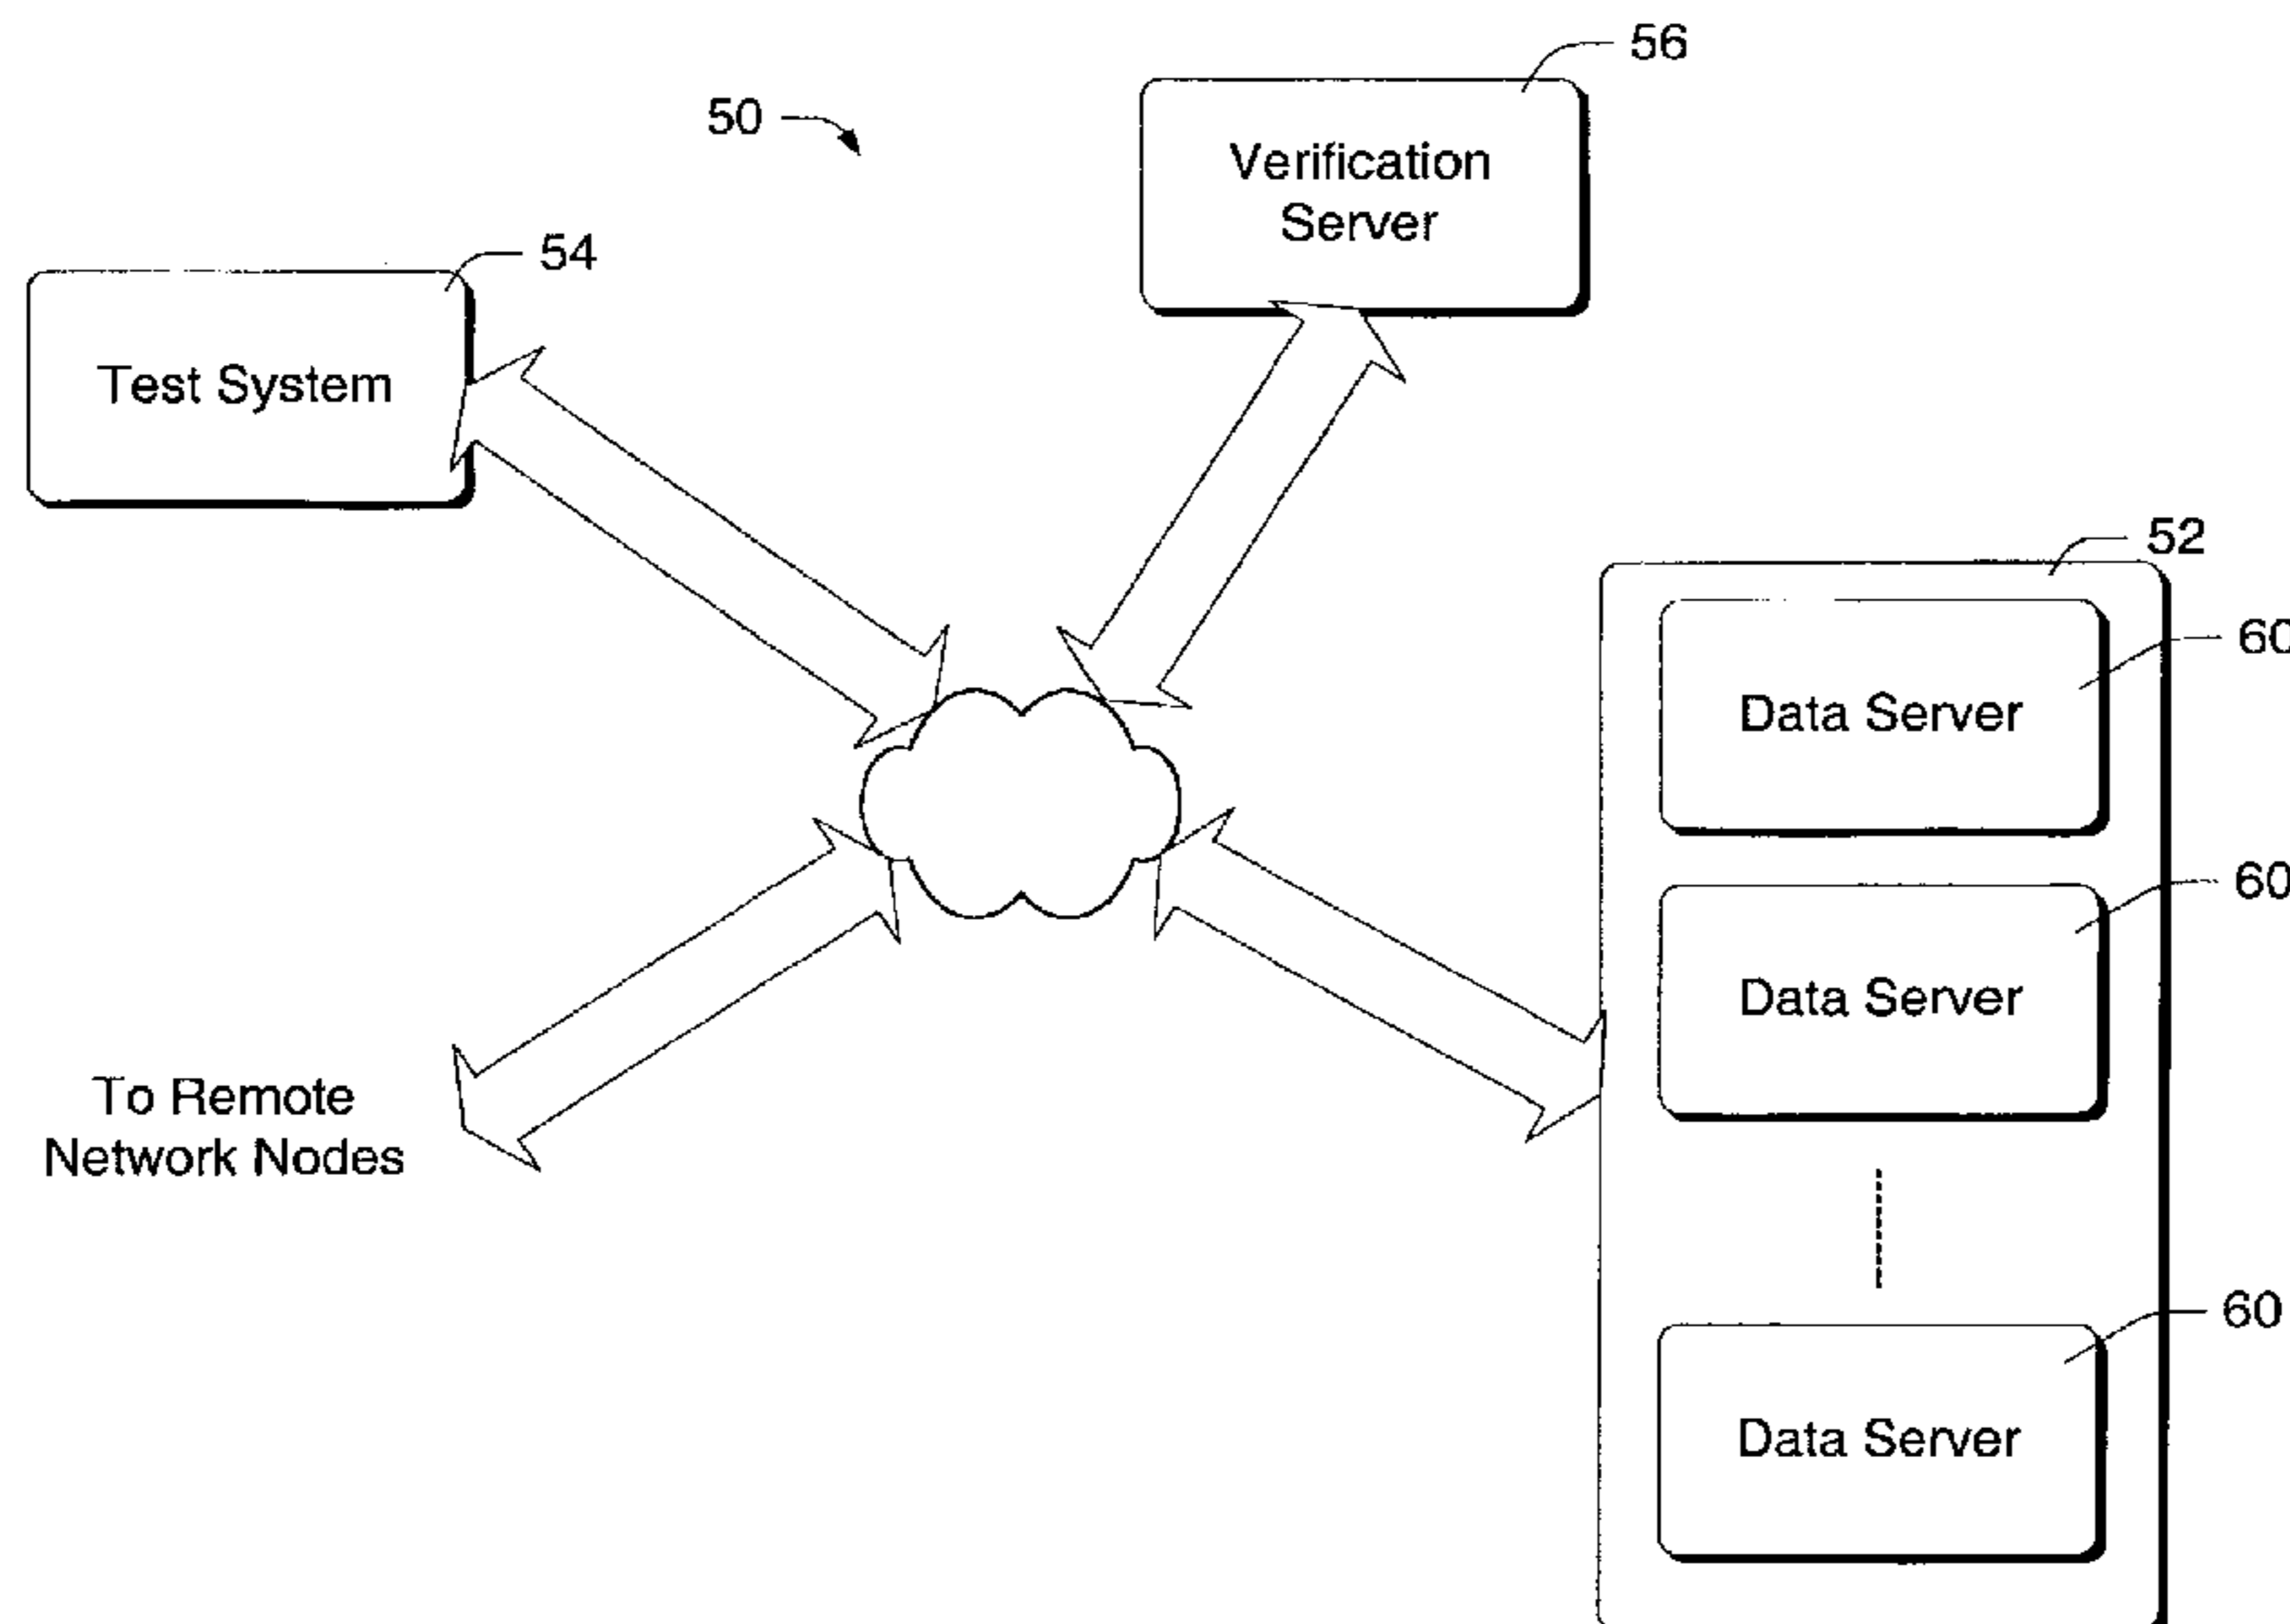 56
50
Verification
Server
54
Test System
52
60
Data Server
60
Data Server
To Remote
Network Nodes
60
Data Server